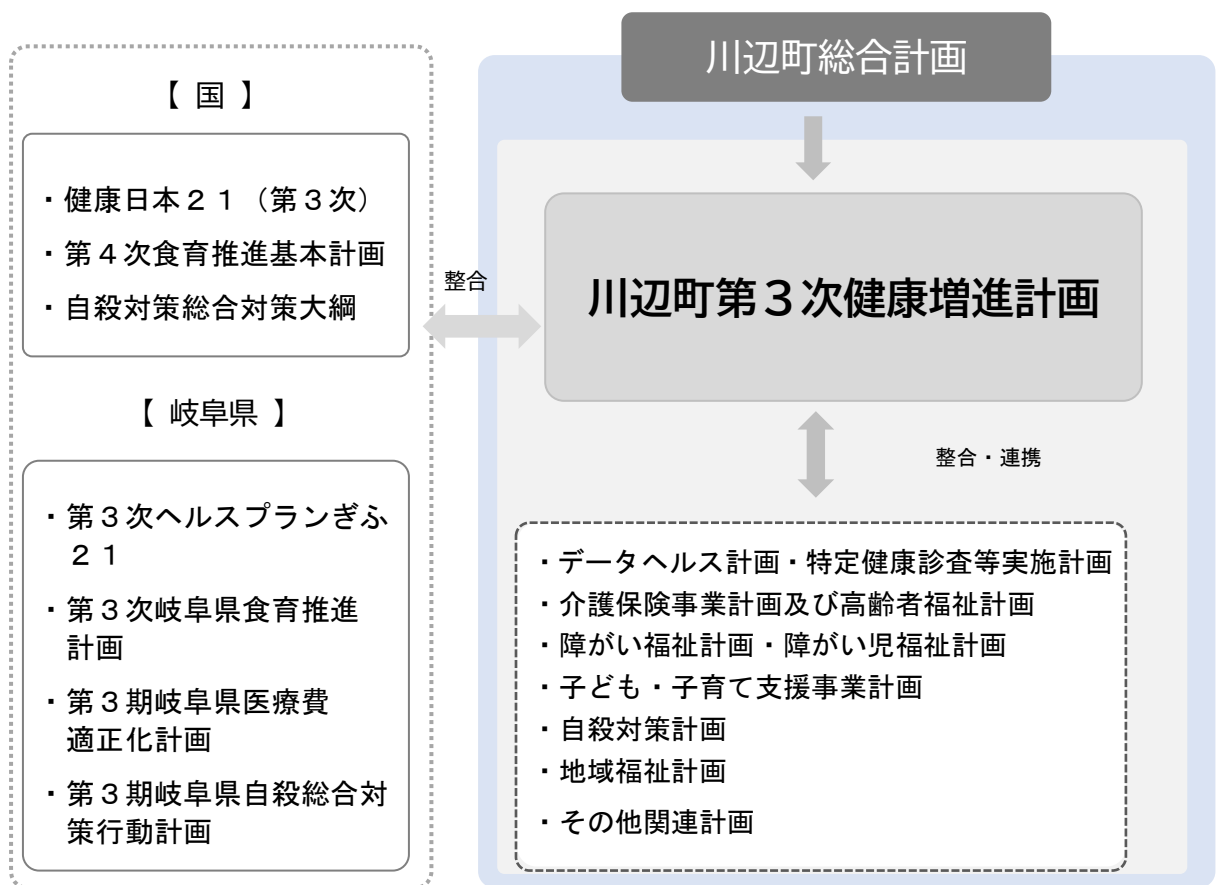 【 国 】
・健康日本２１（第３次）
・第４次食育推進基本計画
・自殺対策総合対策大綱
【 岐阜県 】
・第３次ヘルスプランぎふ
２１
・第３次岐阜県食育推進
計画
・第３期岐阜県医療費
適正化計画
・第３期岐阜県自殺総合対
策行動計画
整合
川辺町総合計画
川辺町第３次健康増進計画
整合・連携
・データヘルス計画・特定健康診査等実施計画
・介護保険事業計画及び高齢者福祉計画
・障がい福祉計画・障がい児福祉計画
・子ども・子育て支援事業計画
・自殺対策計画
・地域福祉計画
・その他関連計画